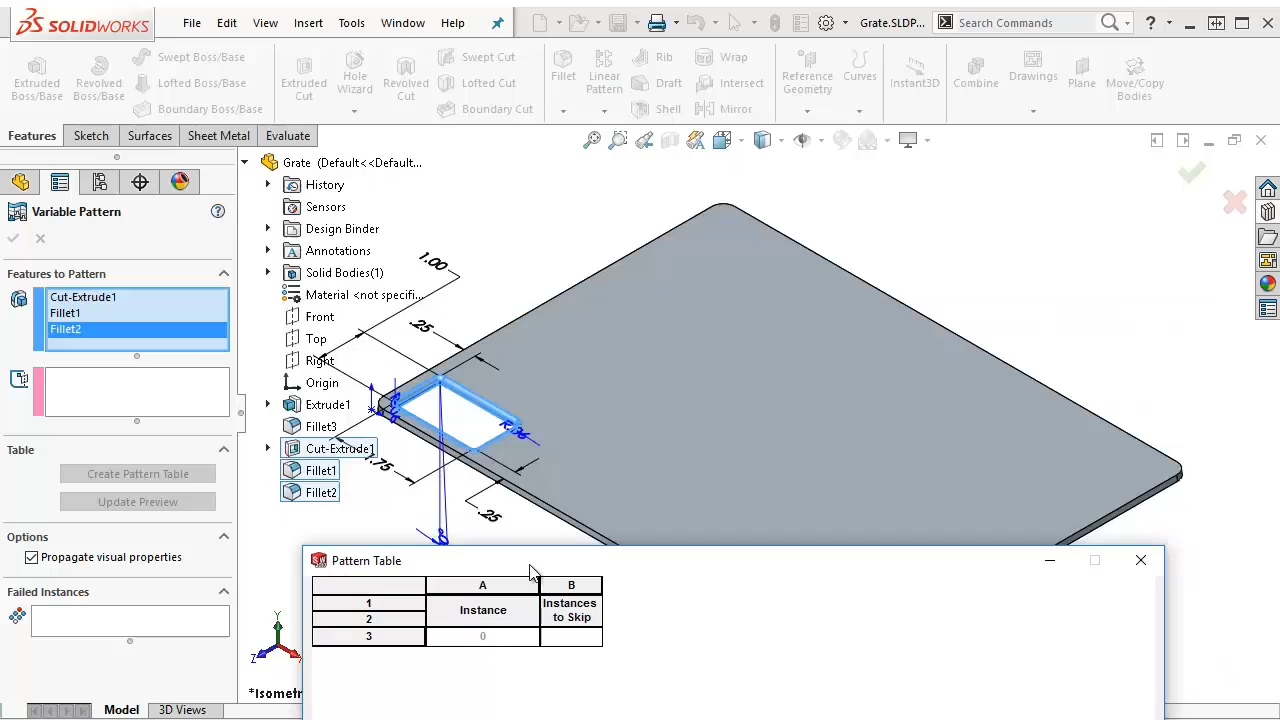 SOLIDWORKS
File Edit View Insert Tools Window Help
Grate.SLDP...
Search Commands
Extruded Boss/Base
Revolved Boss/Base
Swept Boss/Base
Lofted Boss/Base
Boundary Boss/Base
Extruded Cut
Hole Wizard
Revolved Cut
Swept Cut
Lofted Cut
Boundary Cut
Fillet
Linear Pattern
Rib
Draft
Shell
Wrap
Intersect
Mirror
Reference Geometry
Curves
Instant3D
Combine
Drawings
Plane
Move/Copy Bodies
Features Sketch Surfaces Sheet Metal Evaluate
Variable Pattern
Features to Pattern
Cut-Extrude1
Fillet1
Fillet2
Table
Create Pattern Table
Update Preview
Options
Propagate visual properties
Failed Instances
Grate (Default<<Default...
History
Sensors
Design Binder
Annotations
Solid Bodies(1)
Material <not specifi...
Front
Top
Right
Origin
Extrude1
Fillet3
Cut-Extrude1
Fillet1
Fillet2
1.00
.25
1.75
.25
Y
Z
*Isometr
Pattern Table
A B
1 Instance Instances to Skip
2
3 0
Model 3D Views